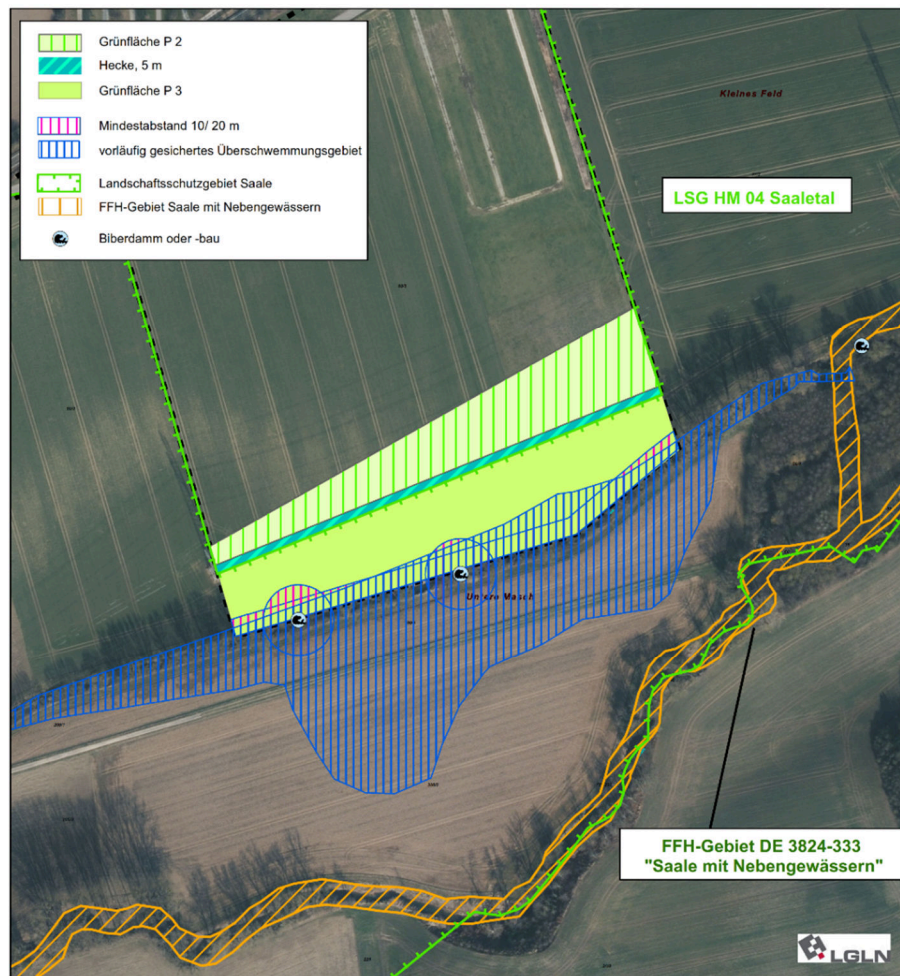 Grünfläche P 2
Hecke, 5 m
Grünfläche P 3
Mindestabstand 10/ 20 m
vorläufig gesichertes Überschwemmungsgebiet
Landschaftsschutzgebiet Saale
FFH-Gebiet Saale mit Nebengewässern
Biberdamm oder -bau
Kleines Feld
LSG HM 04 Saaletal
Masch
FFH-Gebiet DE 3824-333
"Saale mit Nebengewässern"
LGLN